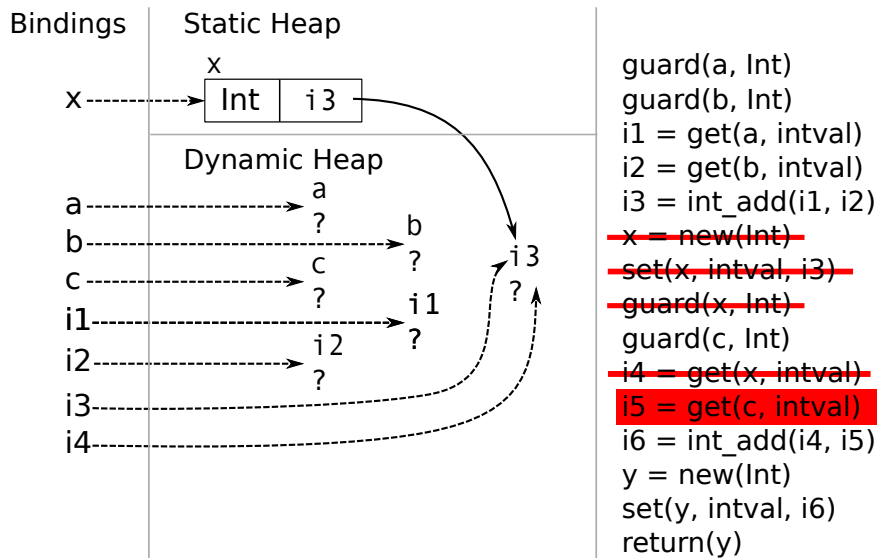 Bindings
Static Heap
x
x
Int
i3
Dynamic Heap
a
a
?
b
b
?
c
c
?
i1
i1
?
i2
i2
?
i3
i3
?
i4
guard(a, Int)
guard(b, Int)
i1 = get(a, intval)
i2 = get(b, intval)
i3 = int_add(i1, i2)
x = new(Int)
set(x, intval, i3)
guard(x, Int)
guard(c, Int)
i4 = get(x, intval)
i5 = get(c, intval)
i6 = int_add(i4, i5)
y = new(Int)
set(y, intval, i6)
return(y)